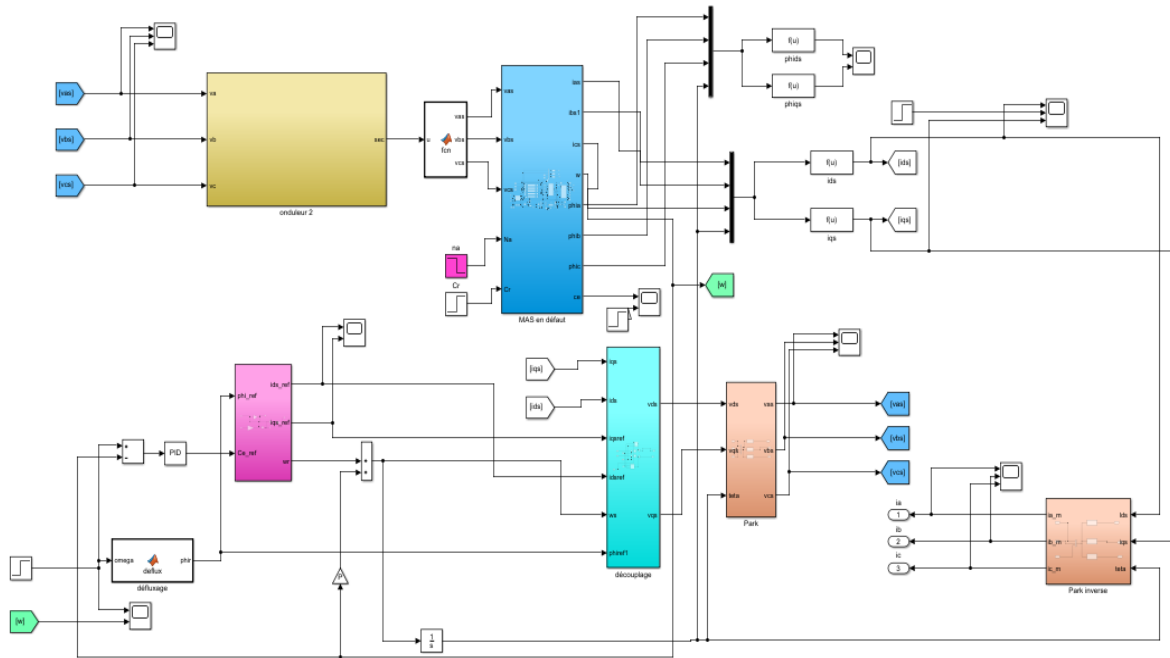 [vas]
[vbs]
[vcs]
va
vb
vc
sec
onduleur 2
u
fcn
vas
vbs
vcs
vas
vbs
vcs
Na
Cr
ias
ibs1
ics
w
phia
phib
phic
ce
MAS en défaut
na
Cr
f(u)
phids
f(u)
phiqs
f(u)
ids
f(u)
iqs
[ids]
[iqs]
[w]
phi_ref
Ce_ref
ids_ref
iqs_ref
wr
PID
omega
deflux
phir
défluxage
[w]
p
1
s
[iqs]
[ids]
iqs
ids
iqsref
idsref
ws
phiref1
vds
vqs
découplage
vds
vqs
teta
vas
vbs
vcs
Park
[vas]
[vbs]
[vcs]
ia
1
ib
2
ic
3
ia_m
ib_m
ic_m
Ids
Iqs
teta
Park inverse